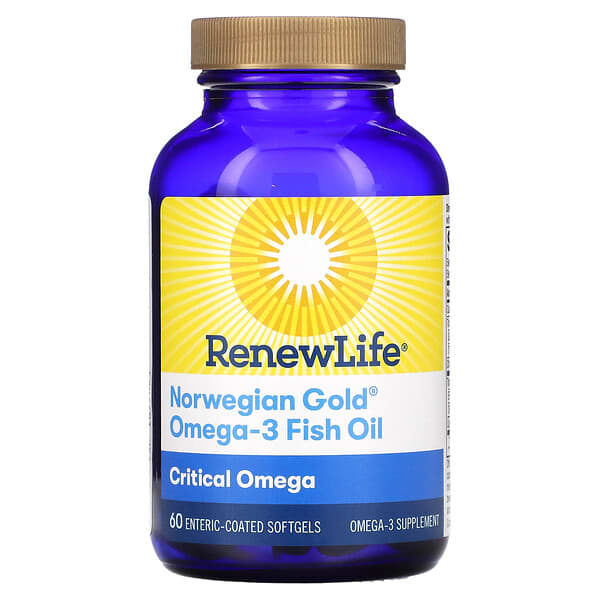 RenewLife®
Norwegian Gold®
Omega-3 Fish Oil
Critical Omega
60 ENTERIC-COATED SOFTGELS OMEGA-3 SUPPLEMENT